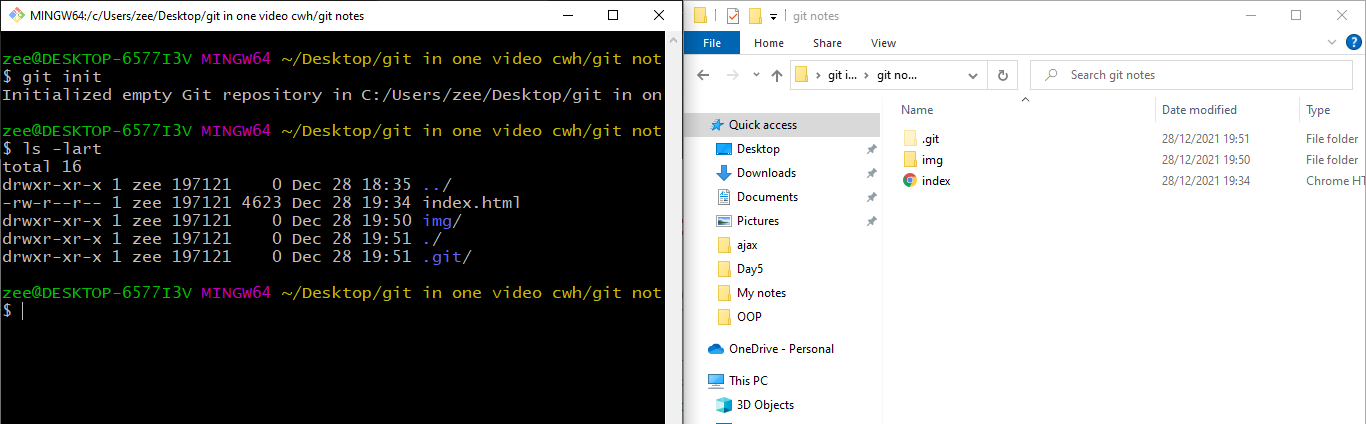 MINGW64:/c/Users/zee/Desktop/git in one video cwh/git notes
zee@DESKTOP-6577I3V MINGW64 ~/Desktop/git in one video cwh/git not
$ git init
Initialized empty Git repository in C:/Users/zee/Desktop/git in on
zee@DESKTOP-6577I3V MINGW64 ~/Desktop/git in one video cwh/git not
$ ls -lart
total 16
drwxr-xr-x 1 zee 197121    0 Dec 28 18:35 ../
-rw-r--r-- 1 zee 197121 4623 Dec 28 19:34 index.html
drwxr-xr-x 1 zee 197121    0 Dec 28 19:50 img/
drwxr-xr-x 1 zee 197121    0 Dec 28 19:51 ./
drwxr-xr-x 1 zee 197121    0 Dec 28 19:51 .git/
zee@DESKTOP-6577I3V MINGW64 ~/Desktop/git in one video cwh/git not
$
git notes
File Home Share View
git i... git no... Search git notes
Quick access
Desktop
Downloads
Documents
Pictures
ajax
Day5
My notes
OOP
OneDrive - Personal
This PC
3D Objects
Name Date modified Type
.git 28/12/2021 19:51 File folder
img 28/12/2021 19:50 File folder
index 28/12/2021 19:34 Chrome HT